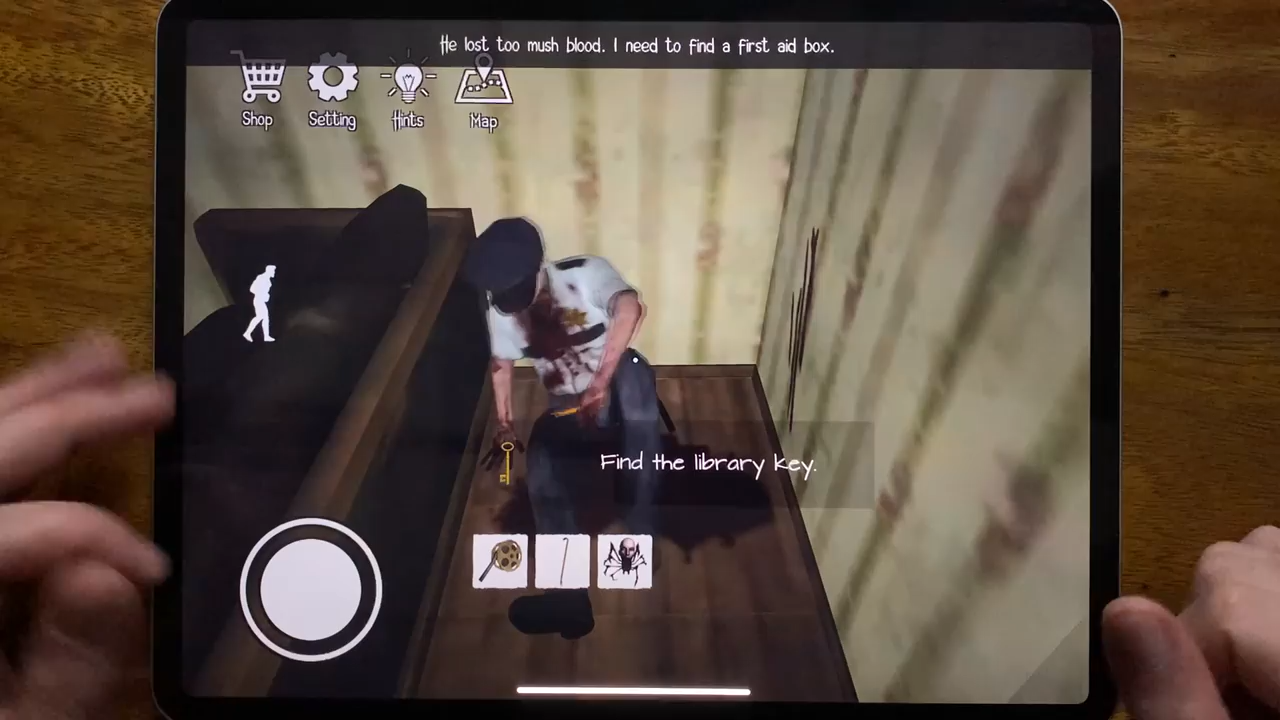 He lost too mush blood. I need to find a first aid box.
Shop
Setting
Hints
Map
Find the library key.